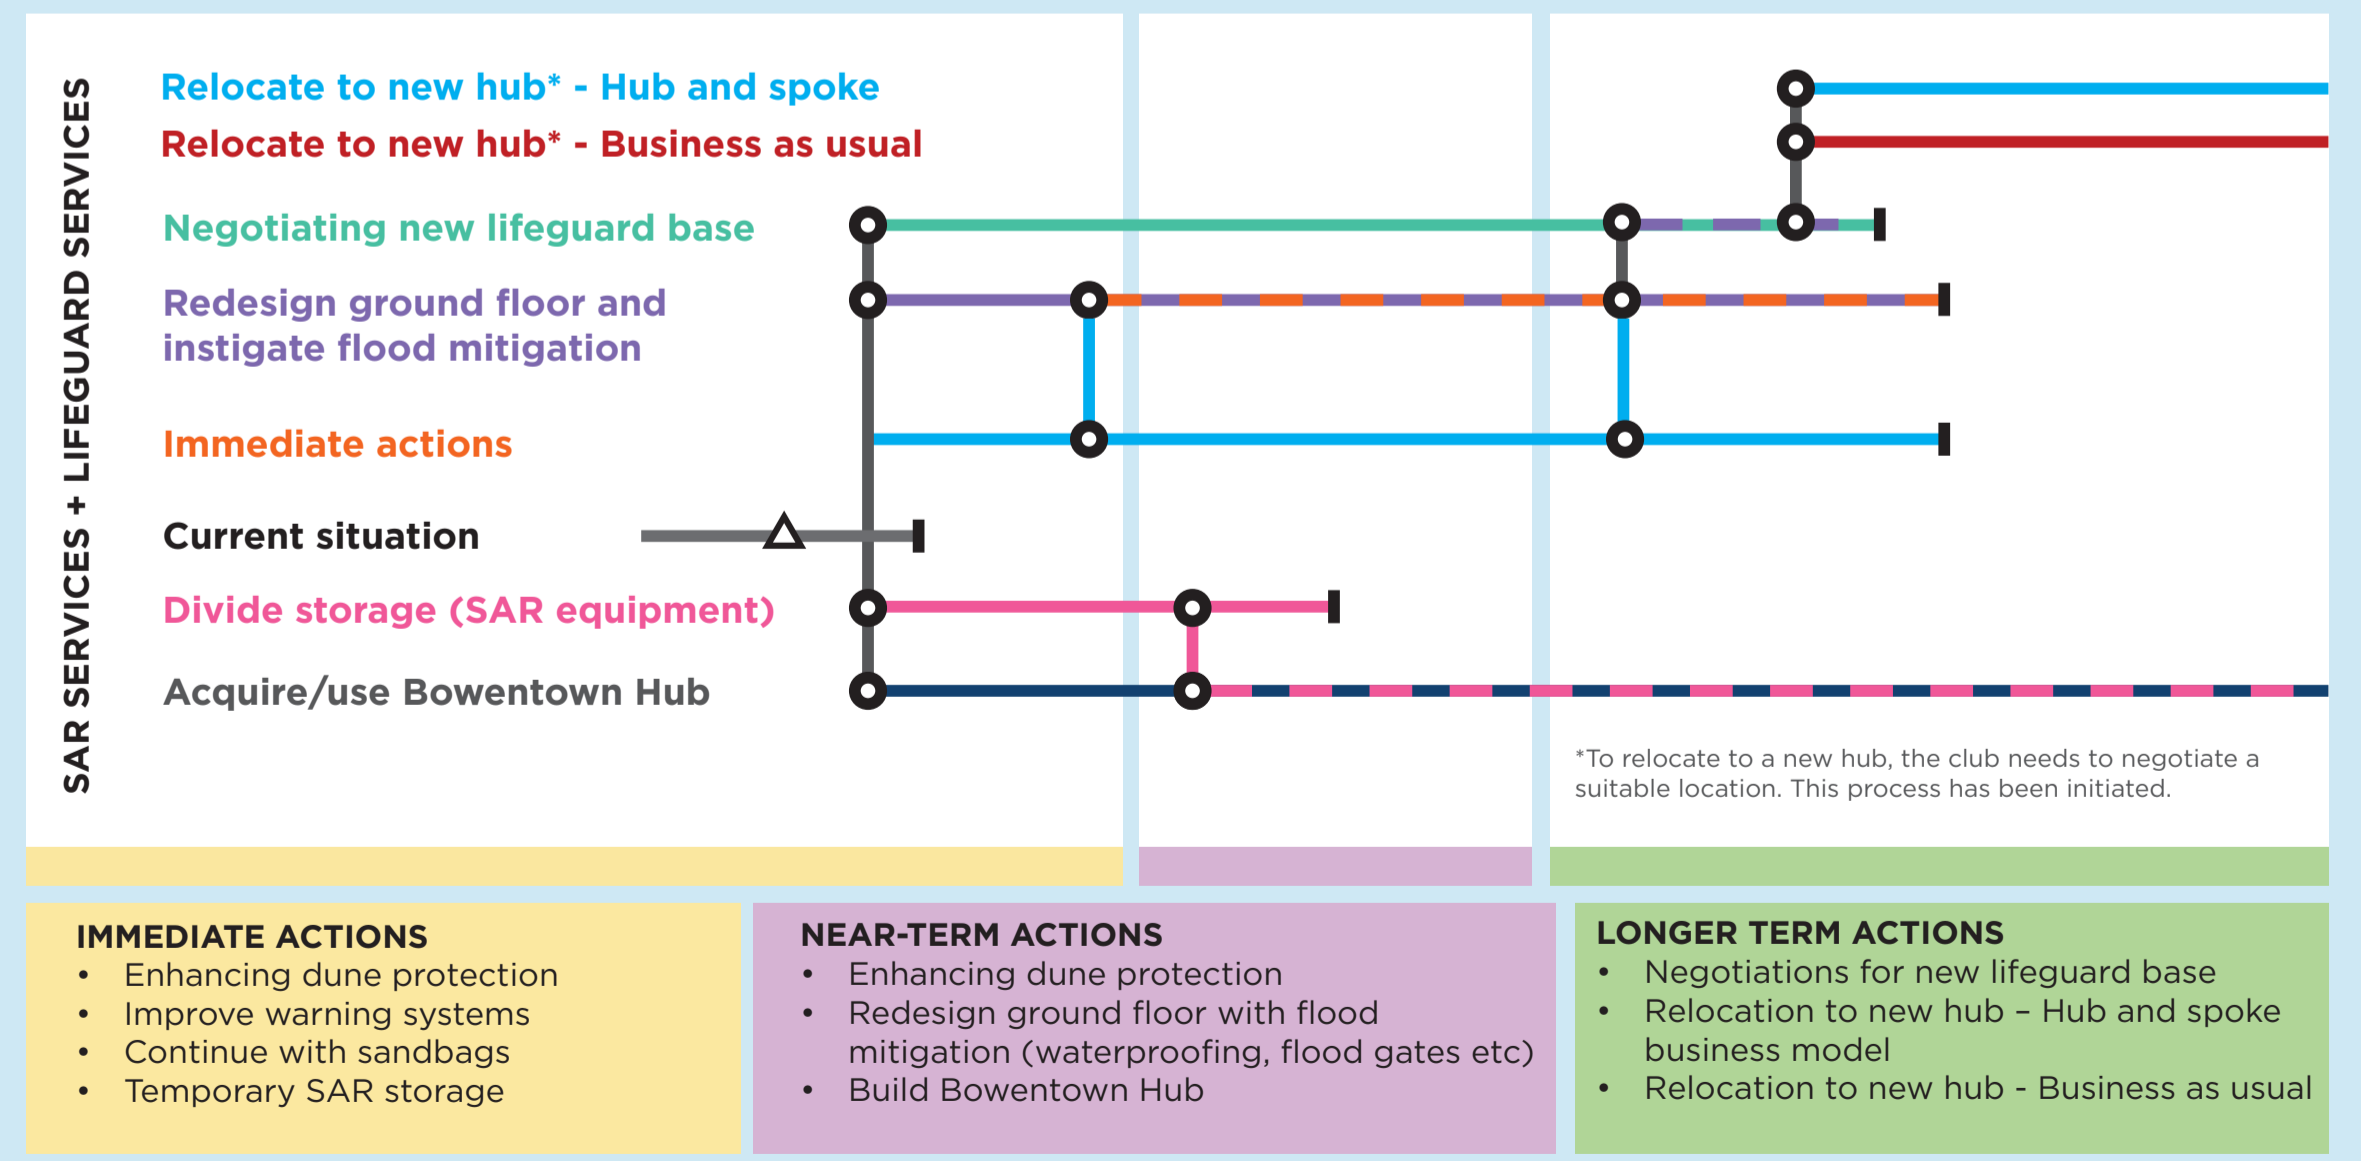 SAR SERVICES + LIFEGUARD SERVICES
Relocate to new hub* - Hub and spoke
Relocate to new hub* - Business as usual
Negotiating new lifeguard base
Redesign ground floor and
instigate flood mitigation
Immediate actions
Current situation
Divide storage (SAR equipment)
Acquire/use Bowentown Hub
*To relocate to a new hub, the club needs to negotiate a
suitable location. This process has been initiated.
IMMEDIATE ACTIONS
• Enhancing dune protection
• Improve warning systems
• Continue with sandbags
• Temporary SAR storage
NEAR-TERM ACTIONS
• Enhancing dune protection
• Redesign ground floor with flood
mitigation (waterproofing, flood gates etc)
• Build Bowentown Hub
LONGER TERM ACTIONS
• Negotiations for new lifeguard base
• Relocation to new hub – Hub and spoke
business model
• Relocation to new hub - Business as usual